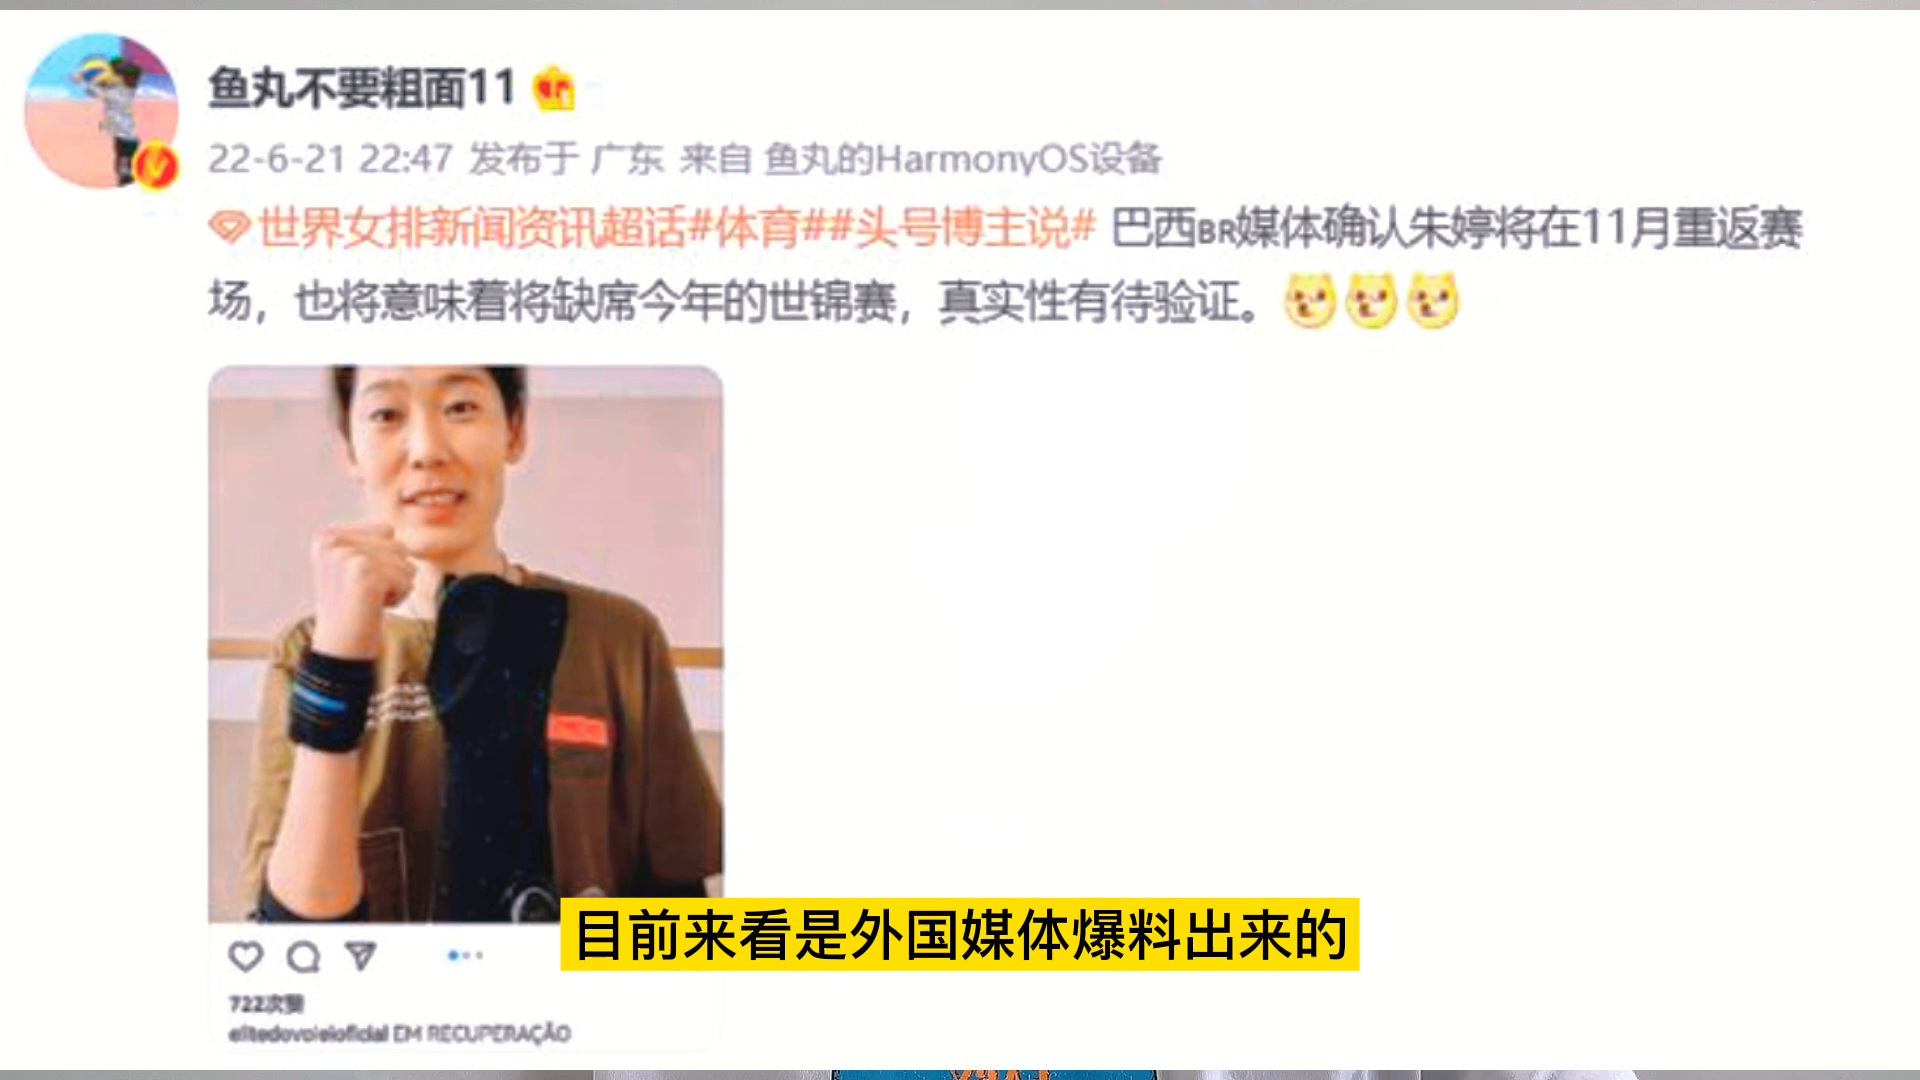 鱼丸不要粗面11
22-6-21 22:47 发布于 广东 来自 鱼丸的HarmonyOS设备
世界女排新闻资讯超话#体育##头号博主说# 巴西BR媒体确认朱婷将在11月重返赛
场，也将意味着将缺席今年的世锦赛，真实性有待验证。
目前来看是外国媒体爆料出来的
722次赞
elitedovoleioficial EM RECUPERAÇÃO